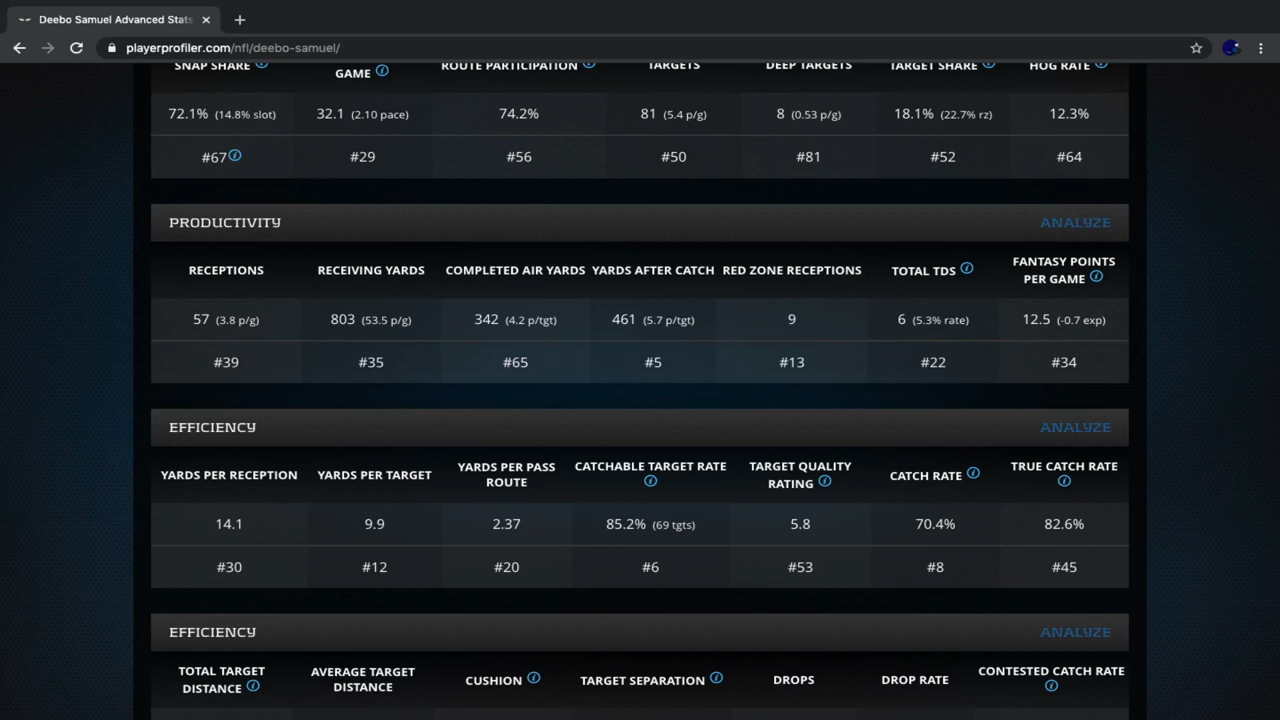 Deebo Samuel Advanced Stats
playerprofiler.com/nfl/deebo-samuel/
SNAP SHARE GAME ROUTE PARTICIPATION TARGETS DEEP TARGETS TARGET SHARE HOG RATE
72.1% (14.8% slot) 32.1 (2.10 pace) 74.2% 81 (5.4 p/g) 8 (0.53 p/g) 18.1% (22.7% rz) 12.3%
#67 #29 #56 #50 #81 #52 #64
PRODUCTIVITY ANALYZE
RECEPTIONS RECEIVING YARDS COMPLETED AIR YARDS YARDS AFTER CATCH RED ZONE RECEPTIONS TOTAL TDS FANTASY POINTS PER GAME
57 (3.8 p/g) 803 (53.5 p/g) 342 (4.2 p/tgt) 461 (5.7 p/tgt) 9 6 (5.3% rate) 12.5 (-0.7 exp)
#39 #35 #65 #5 #13 #22 #34
EFFICIENCY ANALYZE
YARDS PER RECEPTION YARDS PER TARGET YARDS PER PASS ROUTE CATCHABLE TARGET RATE TARGET QUALITY RATING CATCH RATE TRUE CATCH RATE
14.1 9.9 2.37 85.2% (69 tgts) 5.8 70.4% 82.6%
#30 #12 #20 #6 #53 #8 #45
EFFICIENCY ANALYZE
TOTAL TARGET DISTANCE AVERAGE TARGET DISTANCE CUSHION TARGET SEPARATION DROPS DROP RATE CONTESTED CATCH RATE